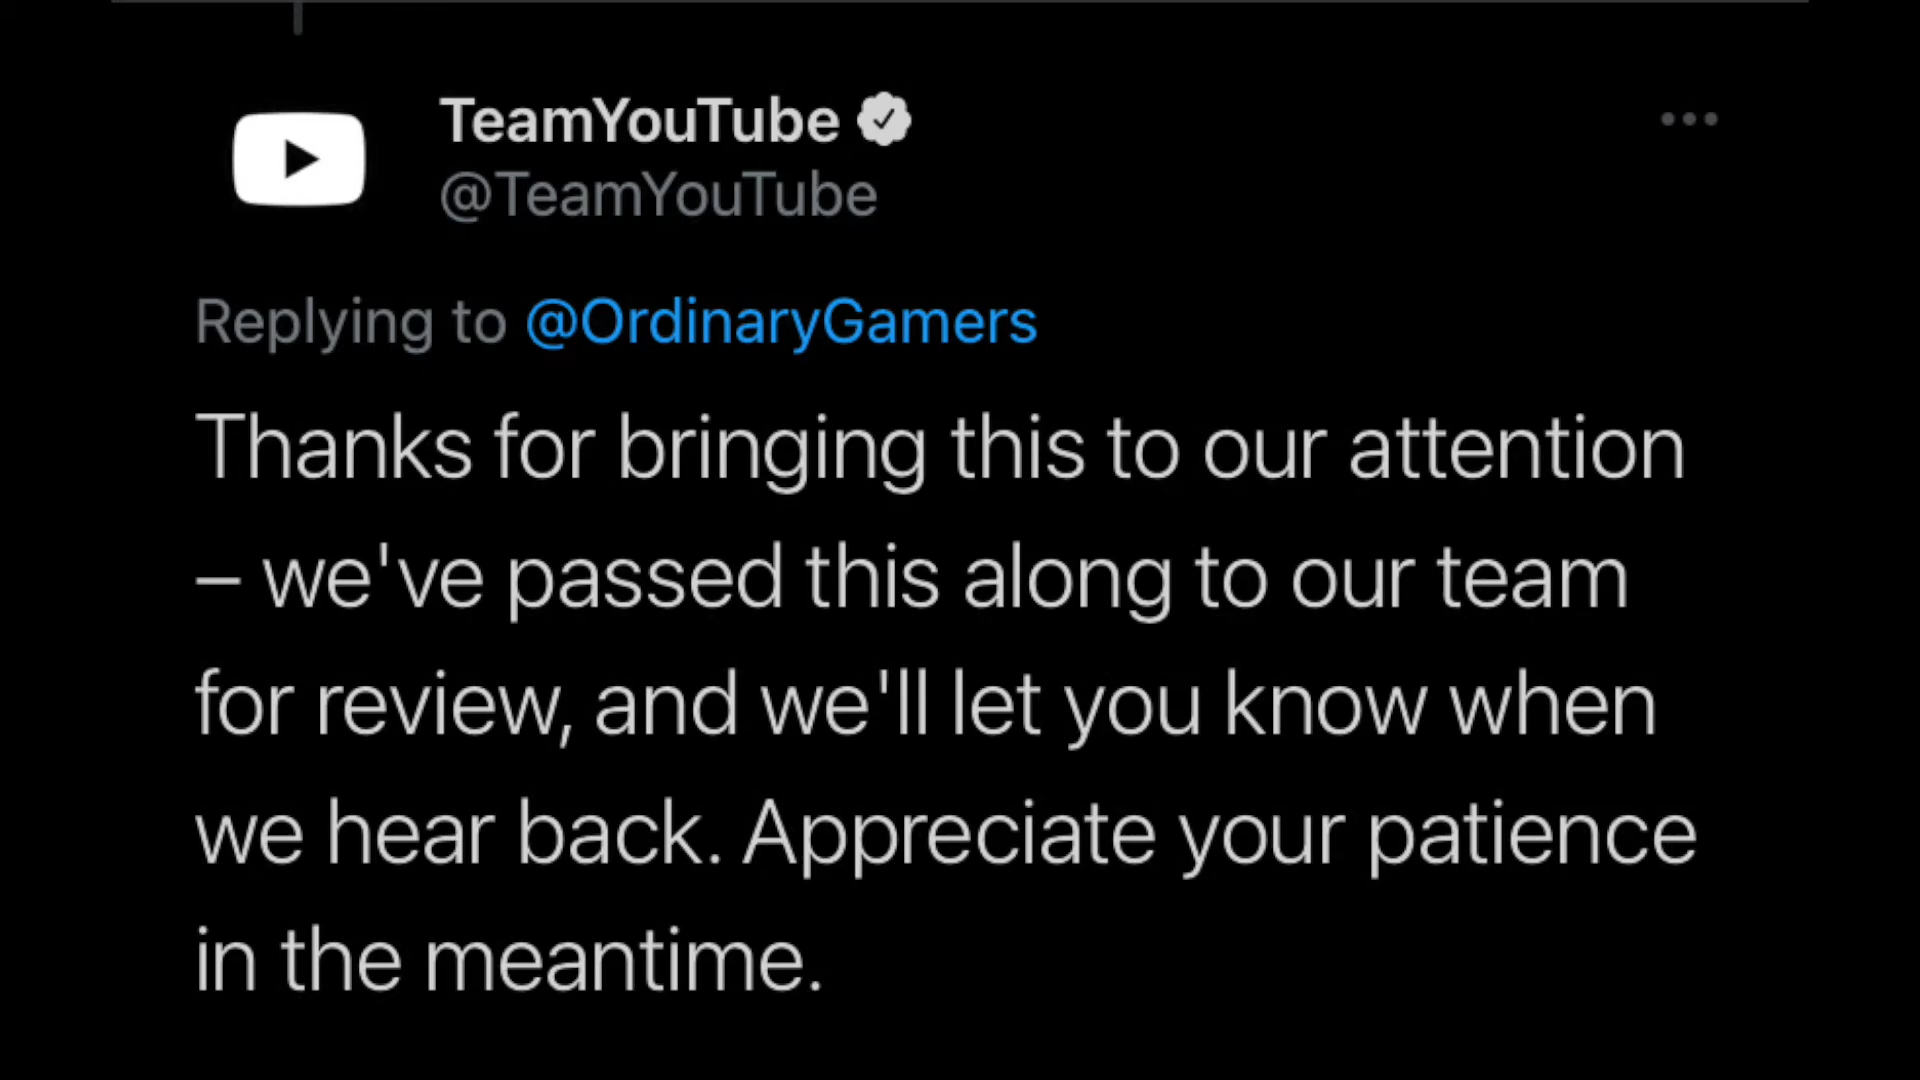 TeamYouTube
@TeamYouTube
Replying to @OrdinaryGamers
Thanks for bringing this to our attention
– we've passed this along to our team
for review, and we'll let you know when
we hear back. Appreciate your patience
in the meantime.